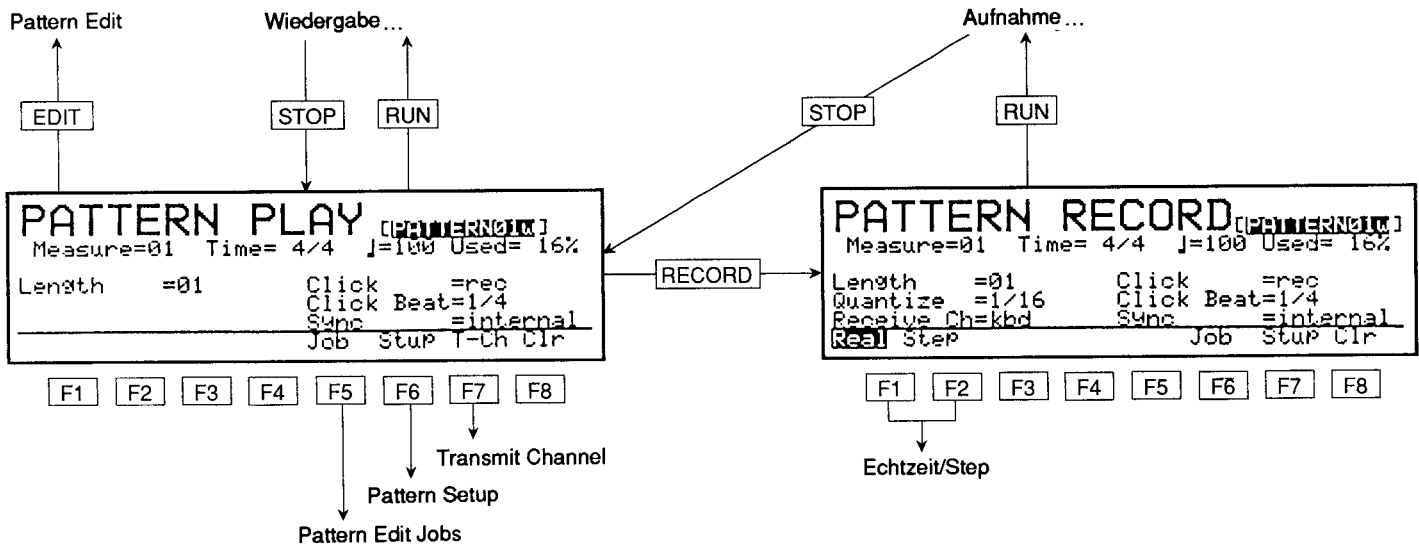 Pattern Edit
Wiedergabe...
Aufnahme...
EDIT
STOP
RUN
STOP
RUN
PATTERN PLAY [PATTERN01W]
Measure=01 Time= 4/4 ♩=100 Used= 16%
Length =01 Click =rec
Click Beat=1/4
Sync =internal
Job Stup T-Ch Clr
RECORD
PATTERN RECORD[PATTERN01W]
Measure=01 Time= 4/4 ♩=100 Used= 16%
Length =01 Click =rec
Quantize =1/16 Click Beat=1/4
Receive Ch=kbd Sync =internal
Real Step Job Stup Clr
F1 F2 F3 F4 F5 F6 F7 F8
F1 F2 F3 F4 F5 F6 F7 F8
Transmit Channel
Pattern Setup
Pattern Edit Jobs
Echtzeit/Step